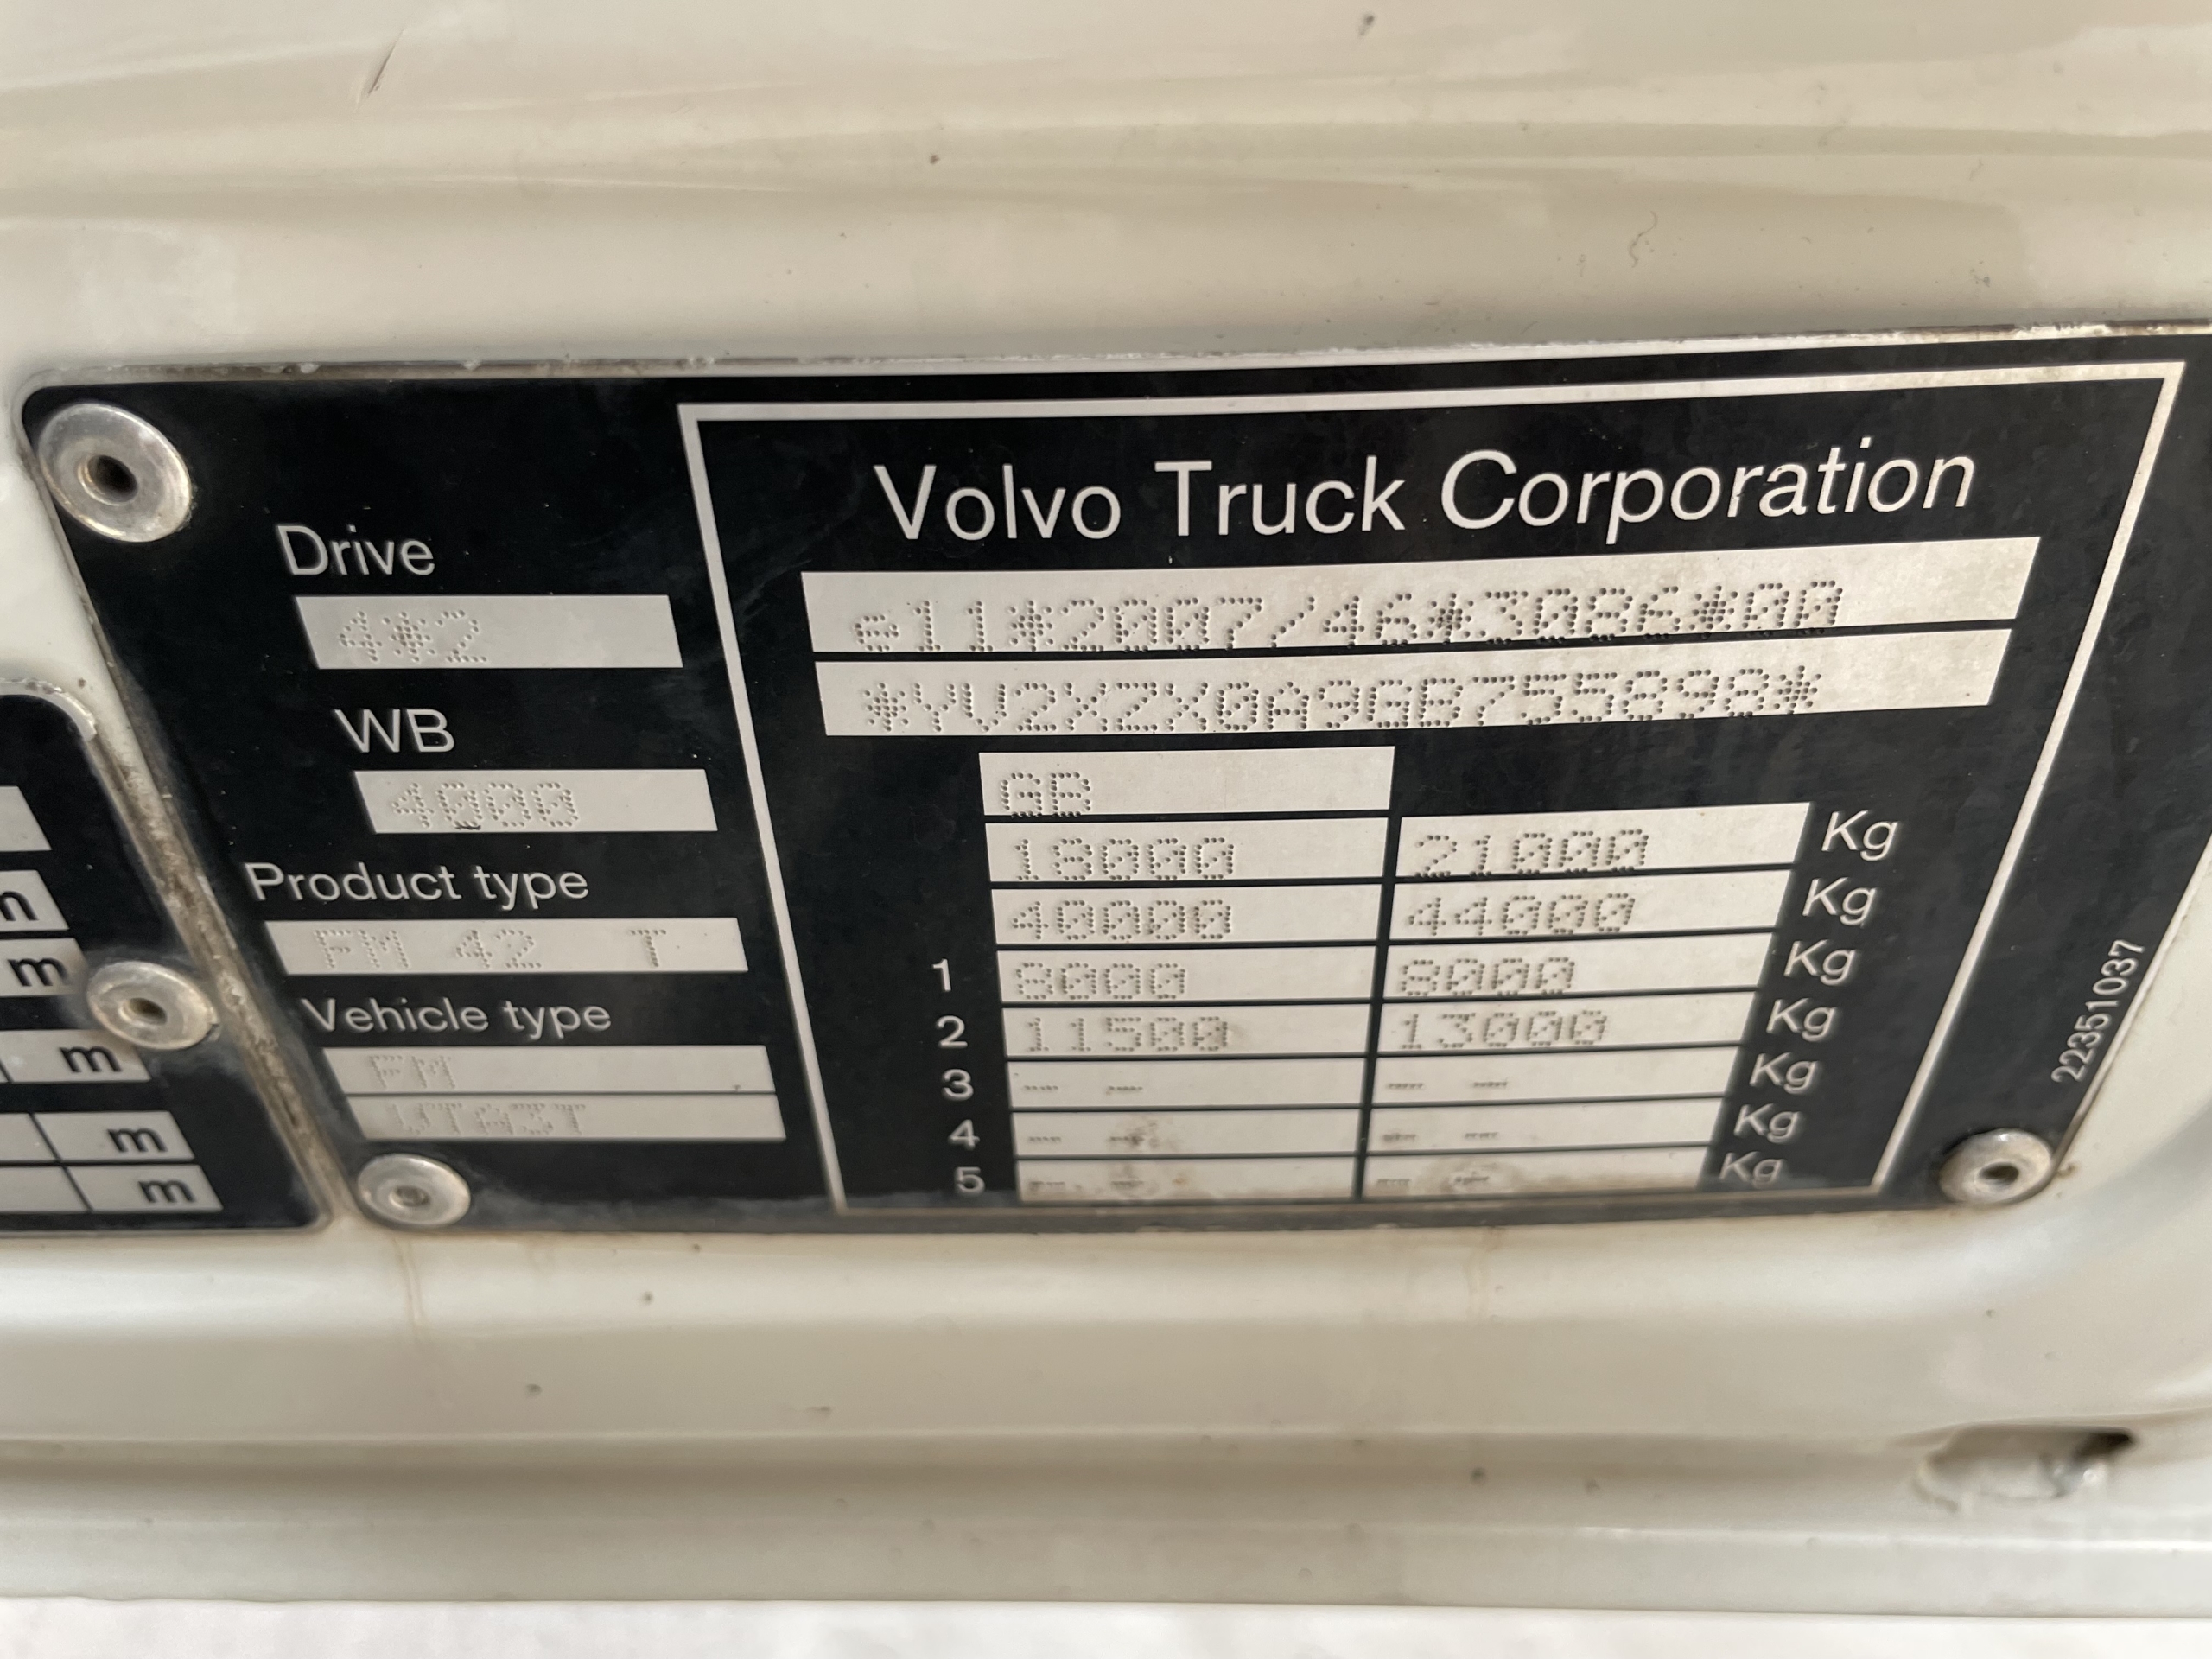 Volvo Truck Corporation
e11*2007/46*3086*00
*YV2XZX0A9GB755898*
GB
18000 21000 Kg
40000 44000 Kg
1 8000 8000 Kg
2 11500 13000 Kg
3 -- -- -- -- Kg
4 -- -- -- -- Kg
5 -- -- -- -- Kg
22351037
Drive
4*2
WB
4000
Product type
FM 42 T
Vehicle type
FM
VTA3T
m
m
m
m
m